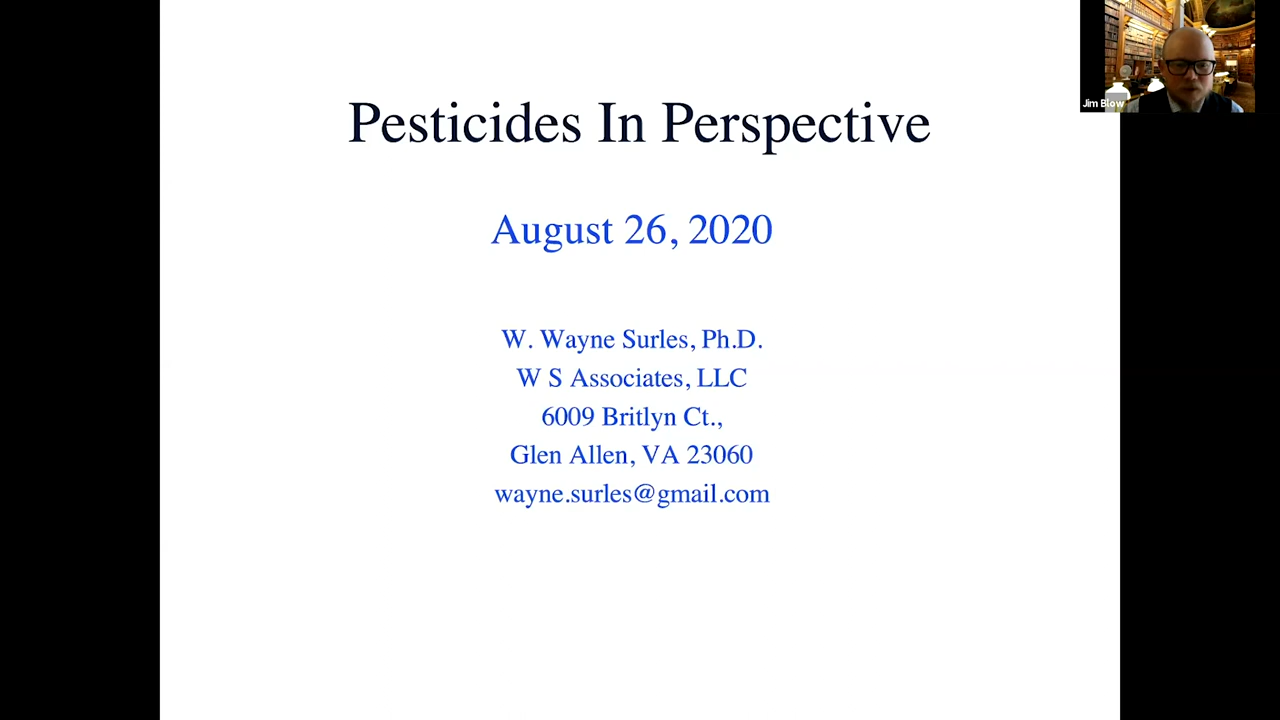 Pesticides In Perspective
August 26, 2020
W. Wayne Surles, Ph.D.
W S Associates, LLC
6009 Britlyn Ct.,
Glen Allen, VA 23060
wayne.surles@gmail.com
Jim Blow